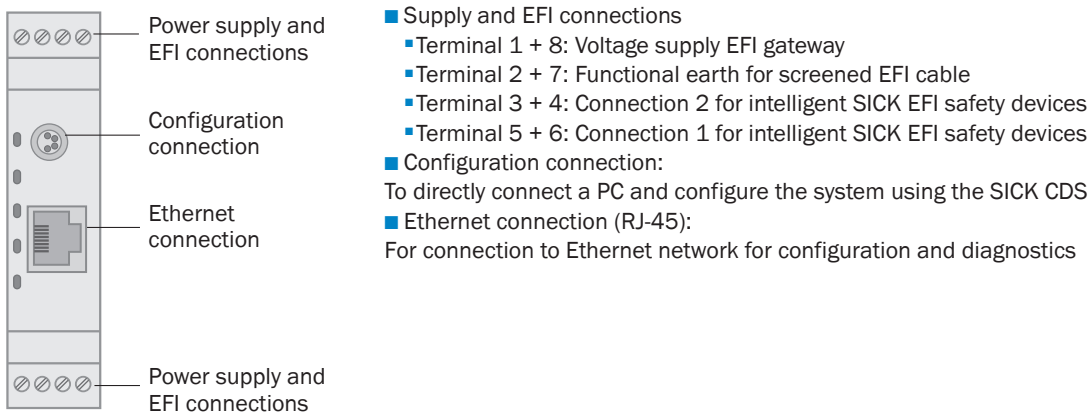 Power supply and
EFI connections
Configuration
connection
Ethernet
connection
Power supply and
EFI connections
■ Supply and EFI connections
▪Terminal 1 + 8: Voltage supply EFI gateway
▪Terminal 2 + 7: Functional earth for screened EFI cable
▪Terminal 3 + 4: Connection 2 for intelligent SICK EFI safety devices
▪Terminal 5 + 6: Connection 1 for intelligent SICK EFI safety devices
■ Configuration connection:
To directly connect a PC and configure the system using the SICK CDS
■ Ethernet connection (RJ-45):
For connection to Ethernet network for configuration and diagnostics